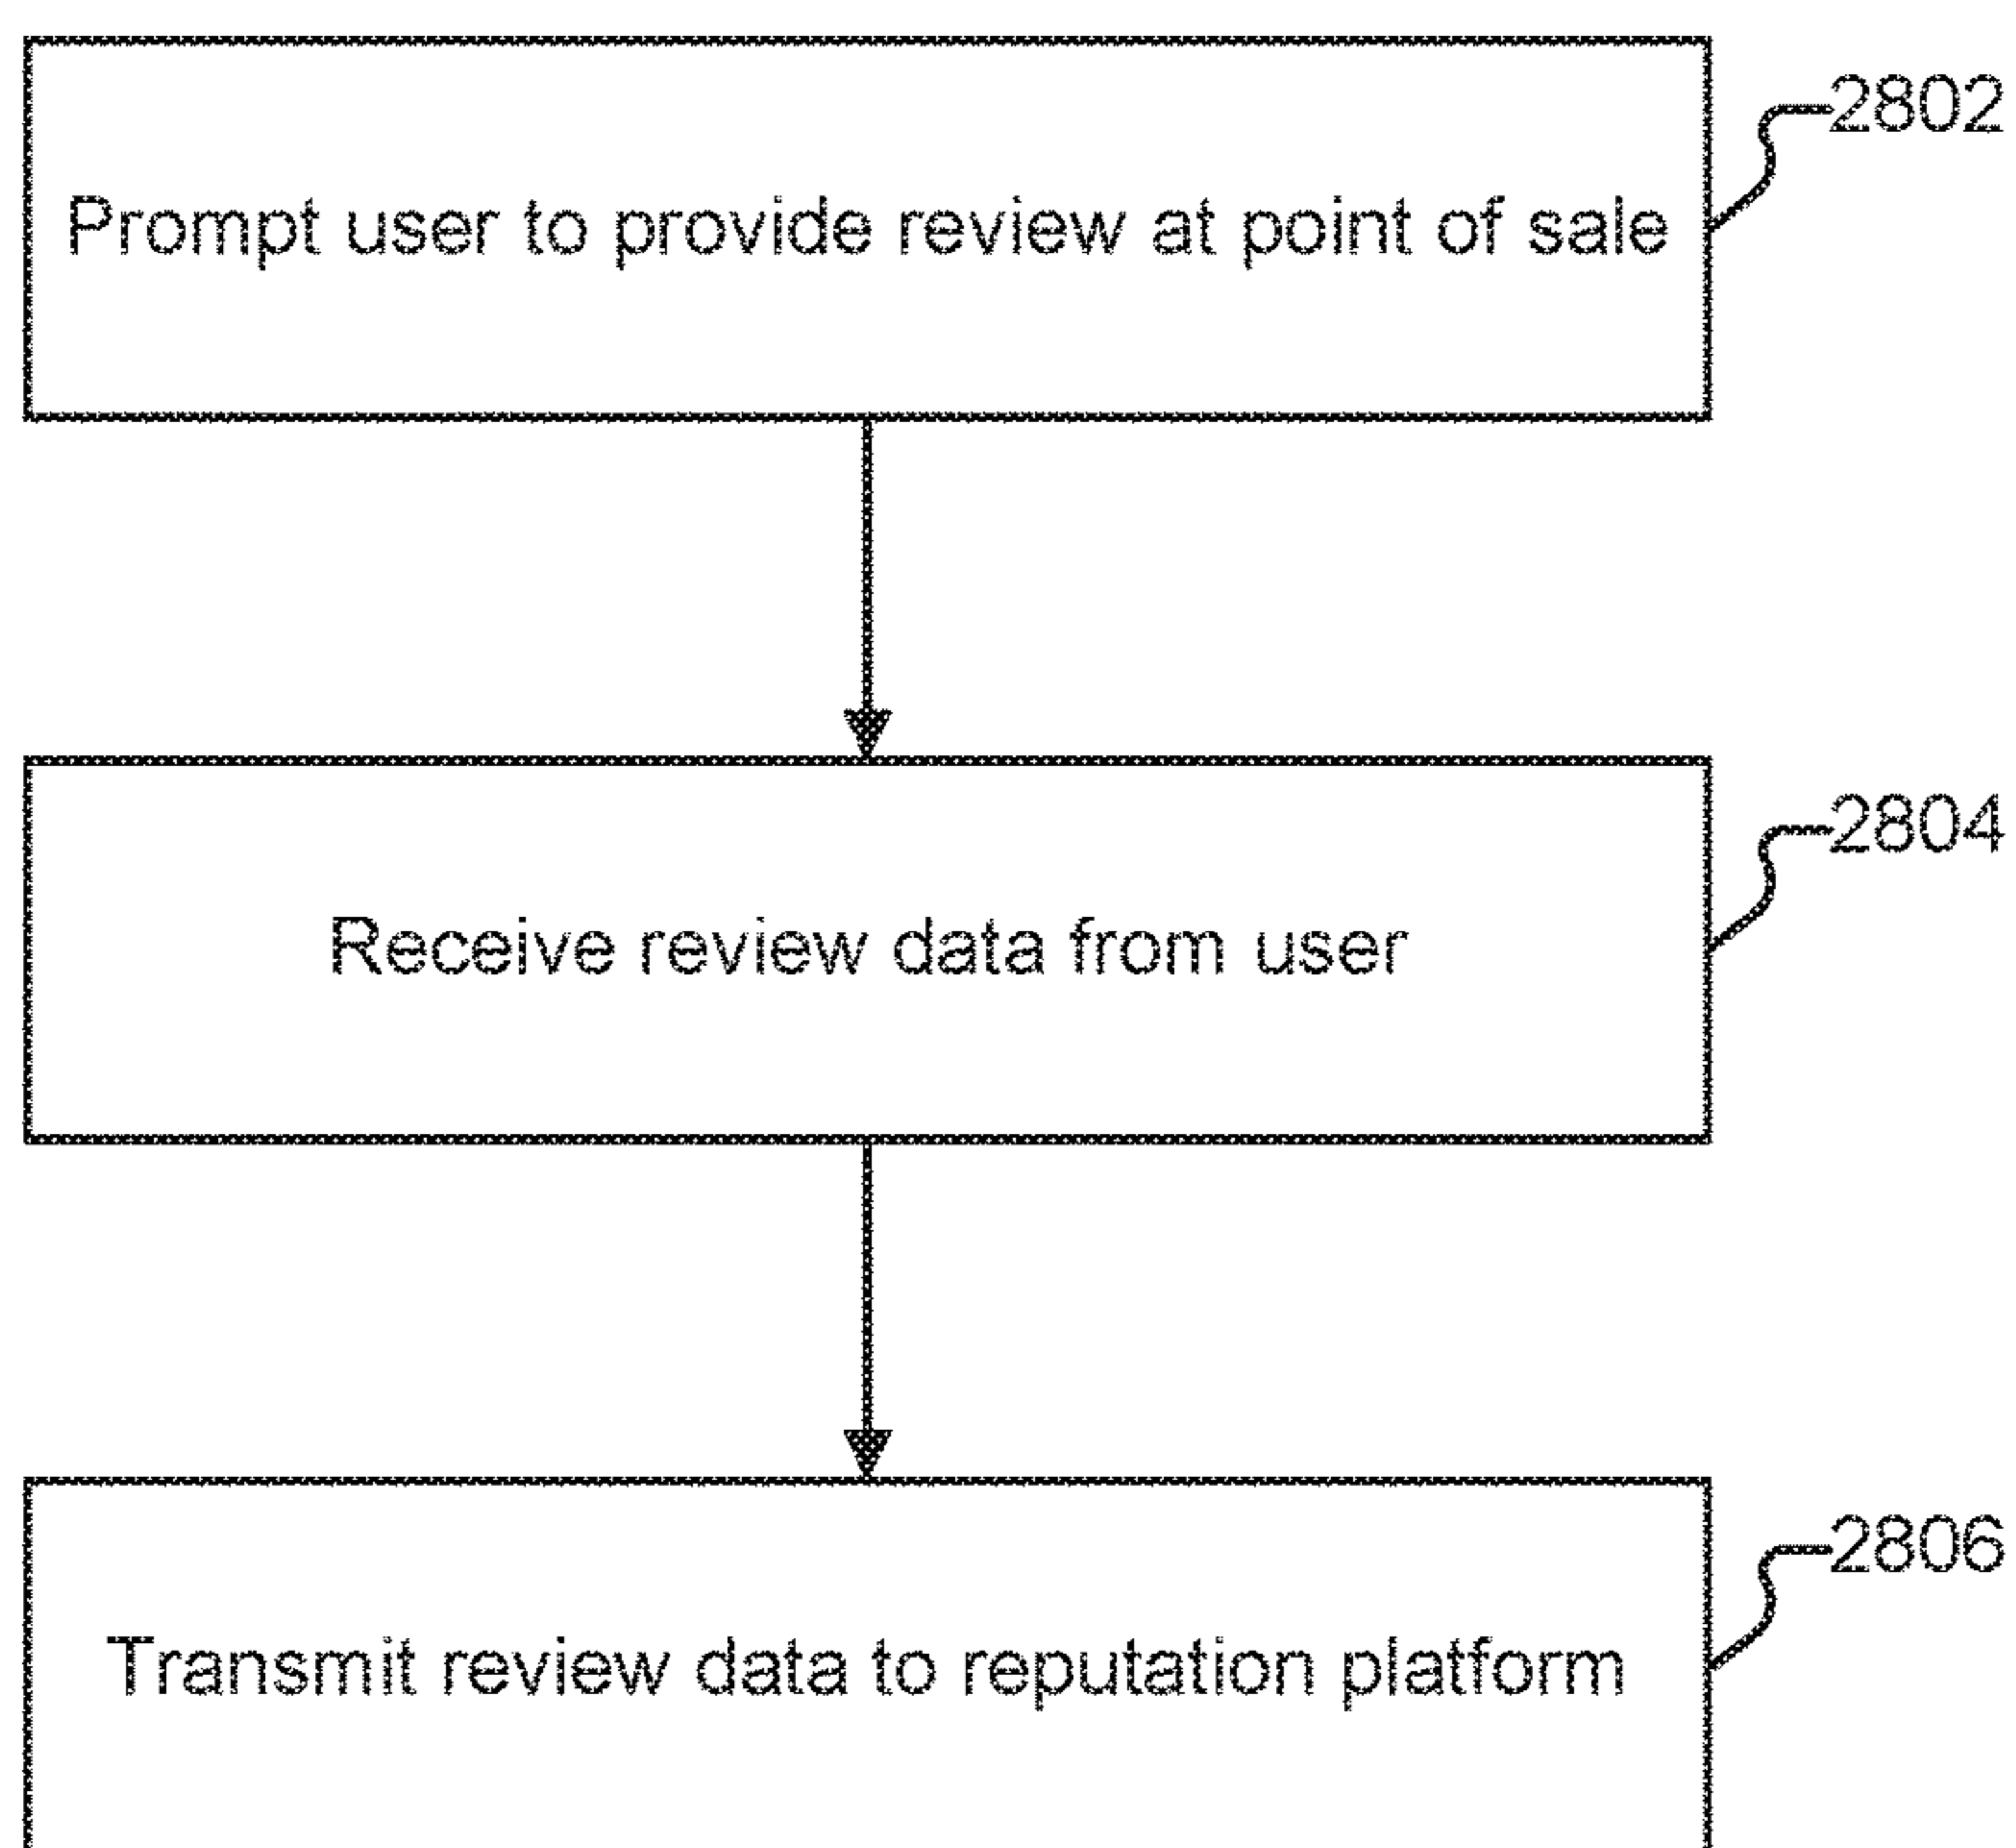 2802
Prompt user to provide review at point of sale
2804
Receive review data from user
2806
Transmit review data to reputation platform